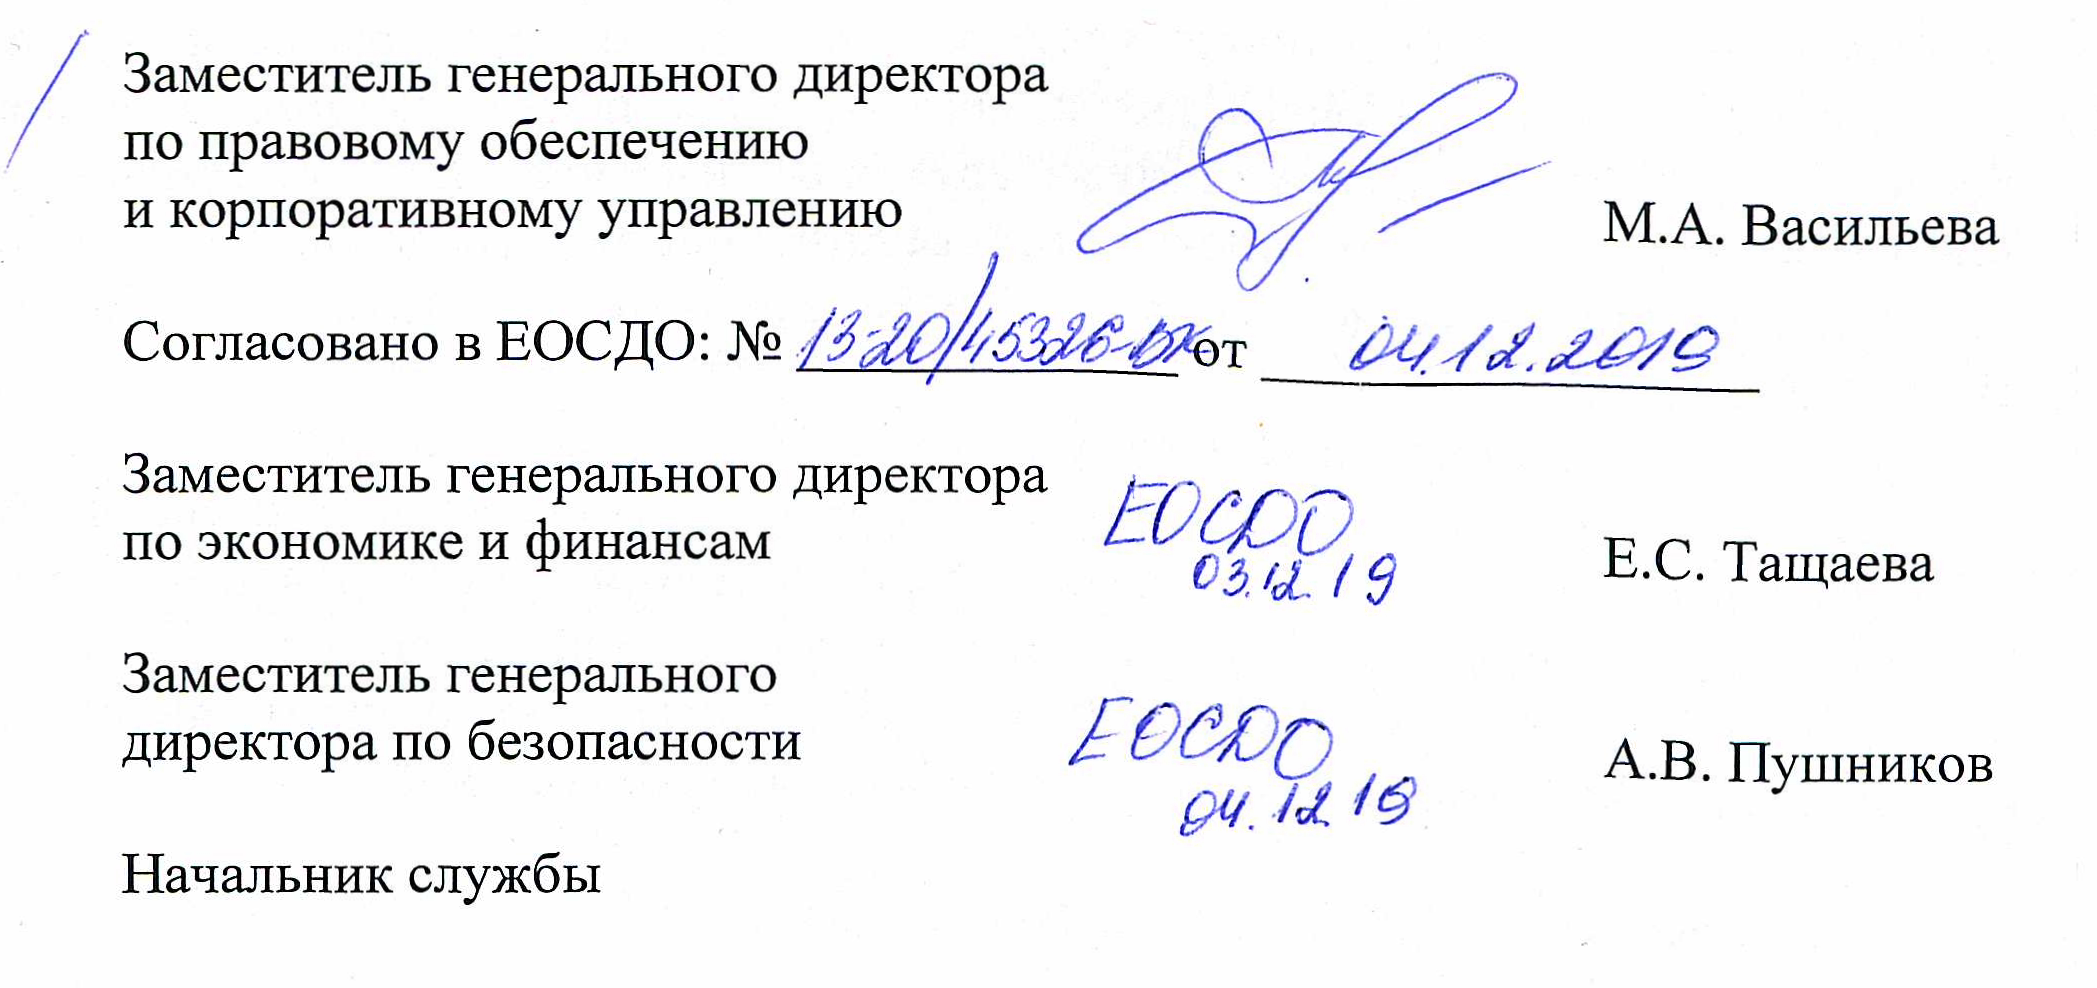 Заместитель генерального директора
по правовому обеспечению
и корпоративному управлению М.А. Васильева
Согласовано в ЕОСДО: № 13-20/45326-ВК от 04.12.2019
Заместитель генерального директора
по экономике и финансам ЕОСДО Е.С. Тащаева
03.12.19
Заместитель генерального
директора по безопасности ЕОСДО А.В. Пушников
04.12.19
Начальник службы